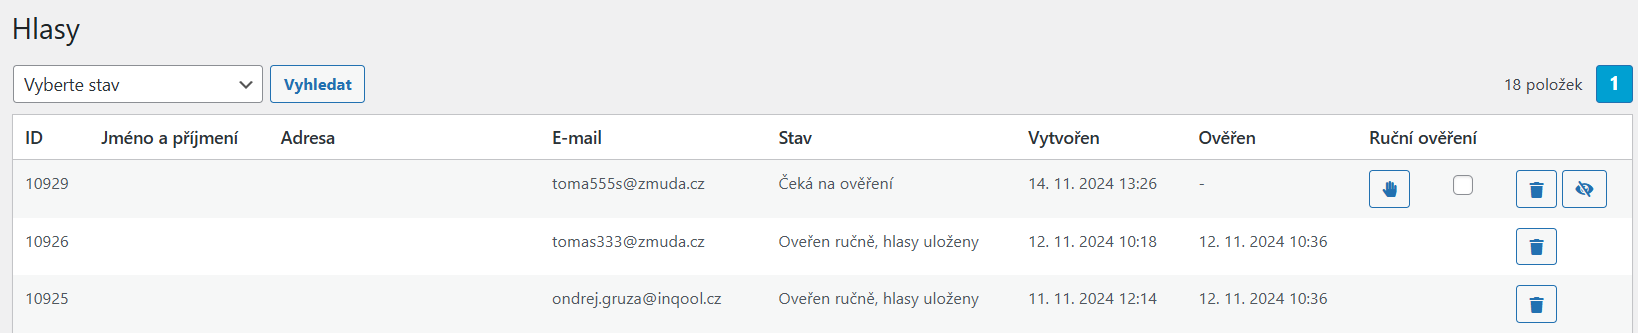 Hlasy
Vyberte stav Vyhledat 18 položek 1
ID Jméno a příjmení Adresa E-mail Stav Vytvořen Ověřen Ruční ověření
10929 toma555s@zmuda.cz Čeká na ověření 14. 11. 2024 13:26 -
10926 tomas333@zmuda.cz Oveřen ručně, hlasy uloženy 12. 11. 2024 10:18 12. 11. 2024 10:36
10925 ondrej.gruza@inqool.cz Oveřen ručně, hlasy uloženy 11. 11. 2024 12:14 12. 11. 2024 10:36